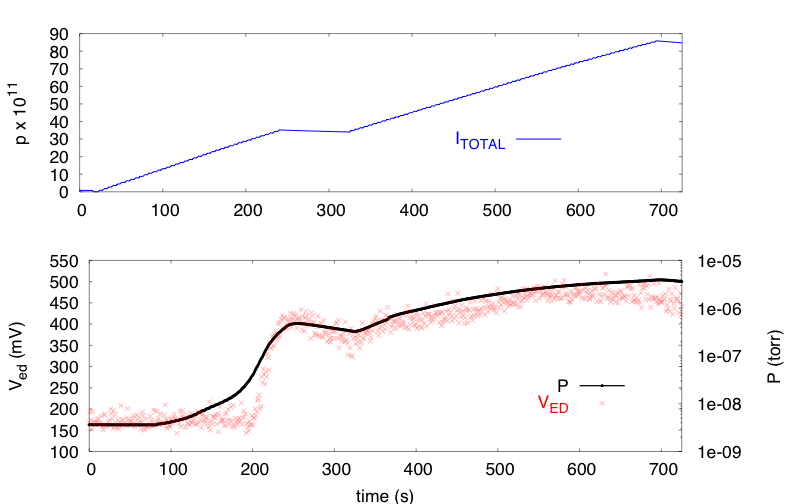 90
80
70
60
50
40
30
20
10
0
p x 10^11
I_TOTAL
0 100 200 300 400 500 600 700
550
500
450
400
350
300
250
200
150
100
V_ed (mV)
1e-05
1e-06
1e-07
1e-08
1e-09
P (torr)
P
V_ED
0 100 200 300 400 500 600 700
time (s)